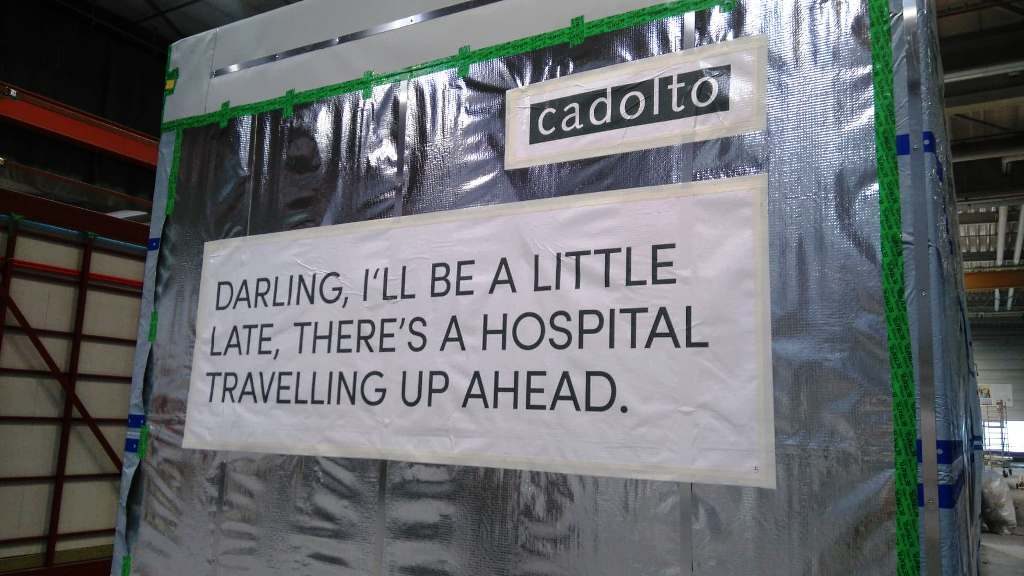 cadolto
DARLING, I'LL BE A LITTLE
LATE, THERE'S A HOSPITAL
TRAVELLING UP AHEAD.